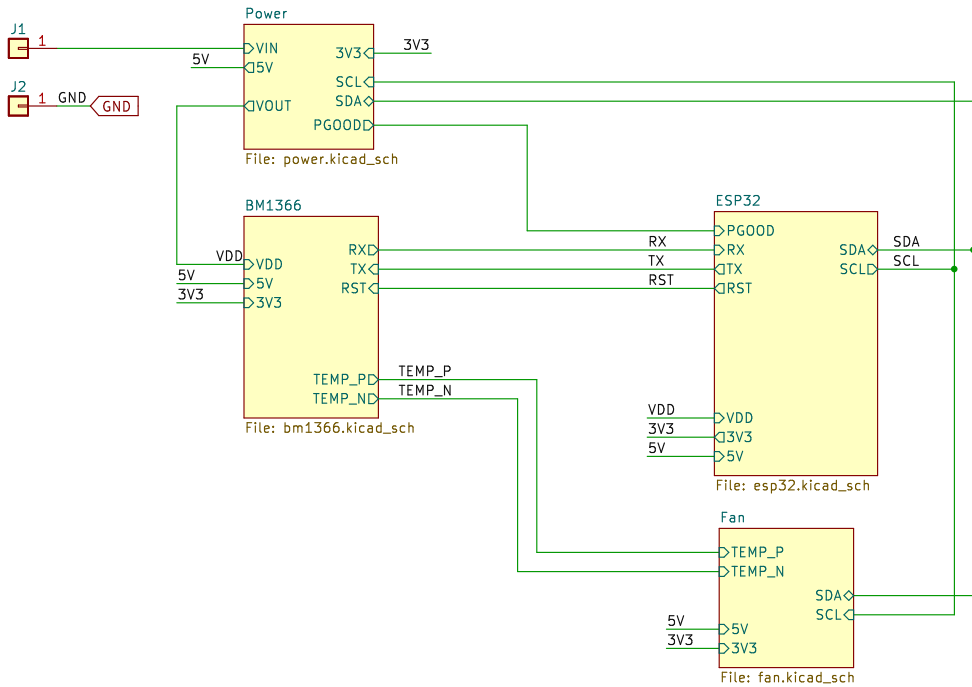 Power
J1
1
VIN
3V3
3V3
5V
5V
SCL
J2
1
GND
GND
VOUT
SDA
PGOOD
File: power.kicad_sch
BM1366
ESP32
PGOOD
RX
RX
RX
SDA
SDA
VDD
VDD
TX
TX
TX
SCL
SCL
5V
5V
RST
RST
RST
3V3
3V3
TEMP_P
TEMP_P
TEMP_N
TEMP_N
File: bm1366.kicad_sch
VDD
VDD
3V3
3V3
5V
5V
File: esp32.kicad_sch
Fan
TEMP_P
TEMP_N
SDA
SCL
5V
5V
3V3
3V3
File: fan.kicad_sch